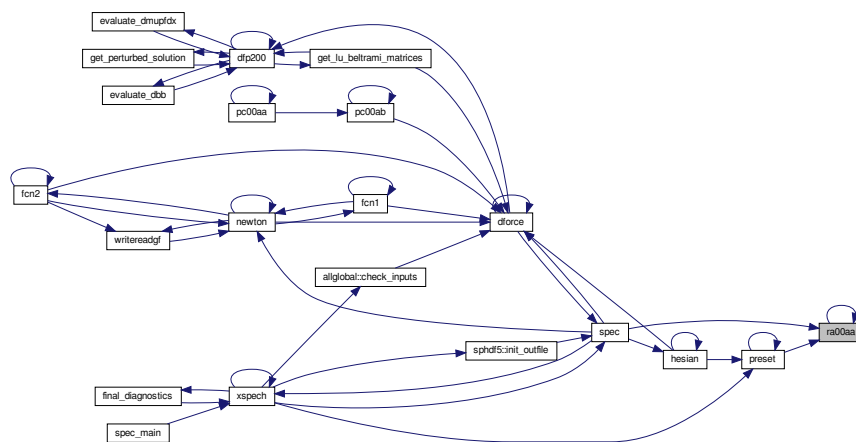 evaluate_dmupfdx
get_perturbed_solution
dfp200
get_lu_beltrami_matrices
evaluate_dbb
pc00aa
pc00ab
fcn2
fcn1
newton
dforce
writereadgf
allglobal::check_inputs
spec
ra00aa
sphdf5::init_outfile
hesian
preset
final_diagnostics
xspech
spec_main